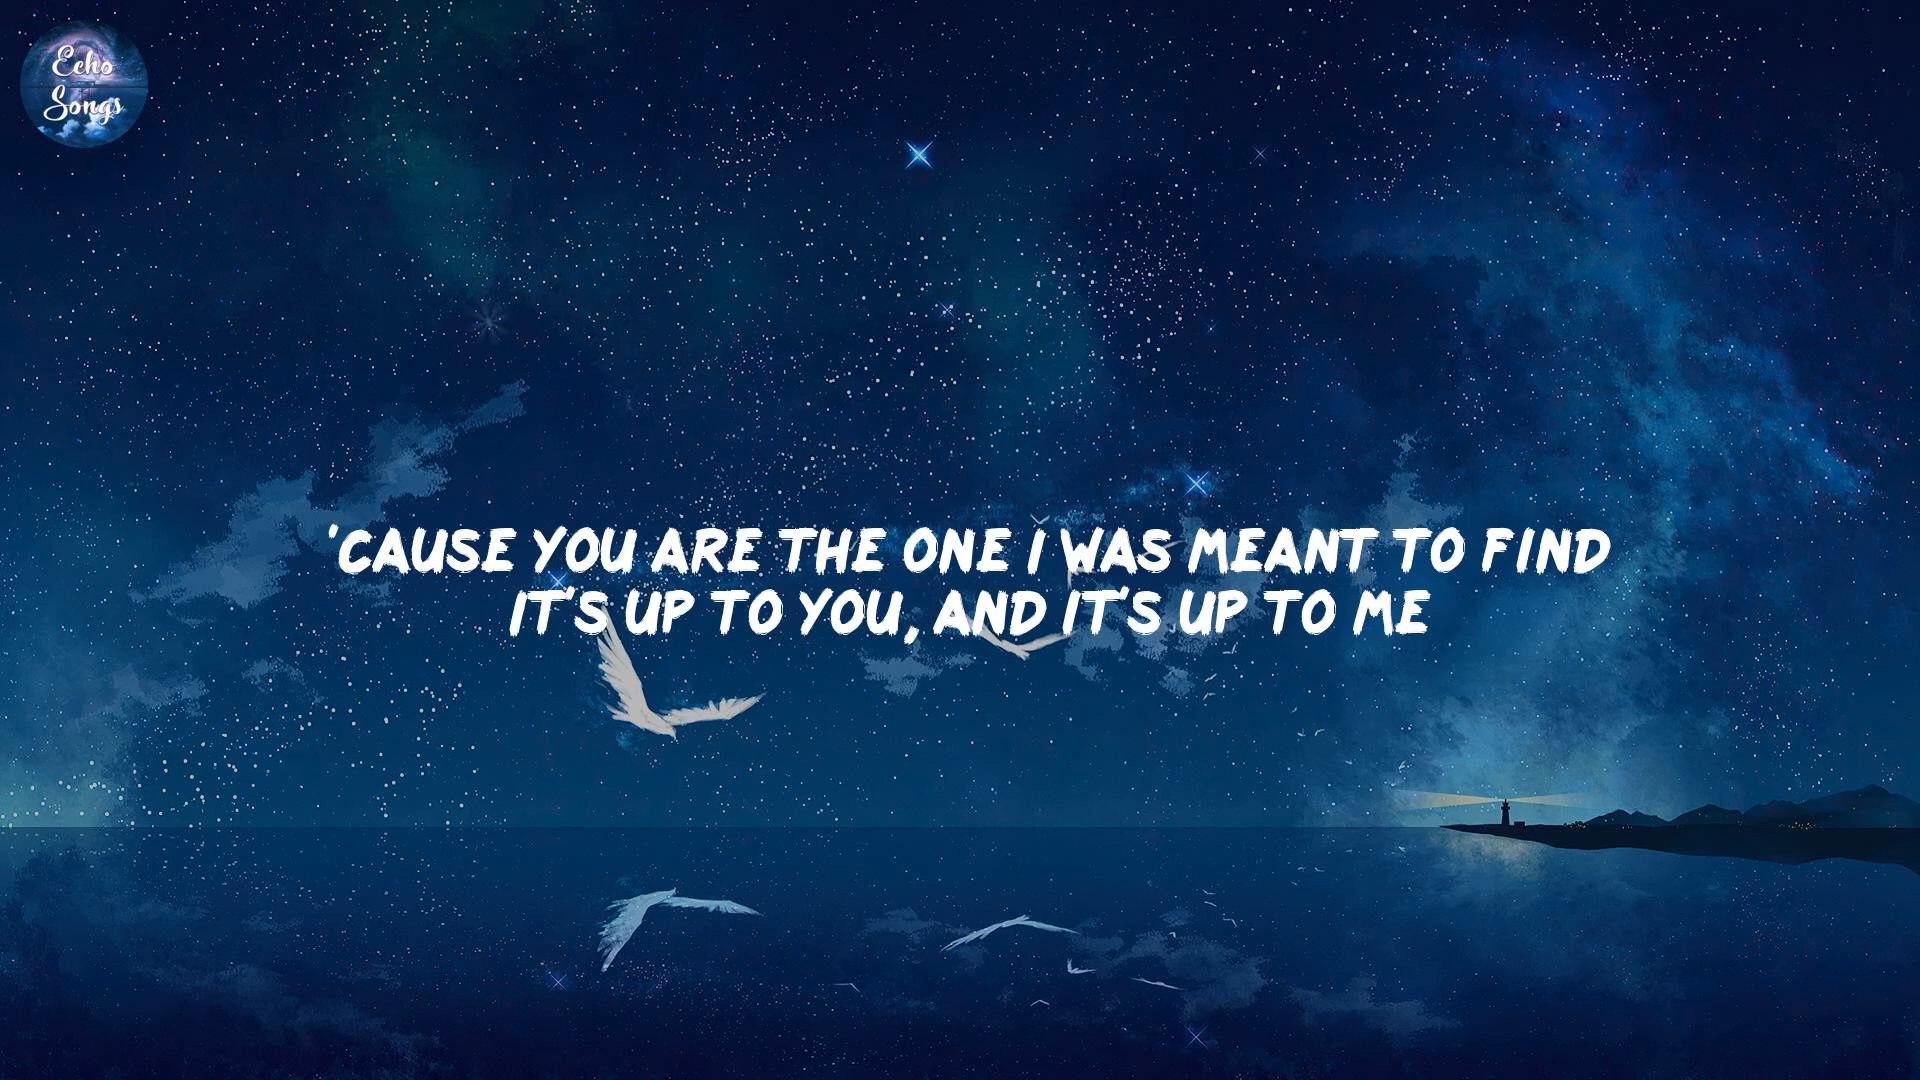 Echo
Songs
'CAUSE YOU ARE THE ONE I WAS MEANT TO FIND
IT'S UP TO YOU, AND IT'S UP TO ME